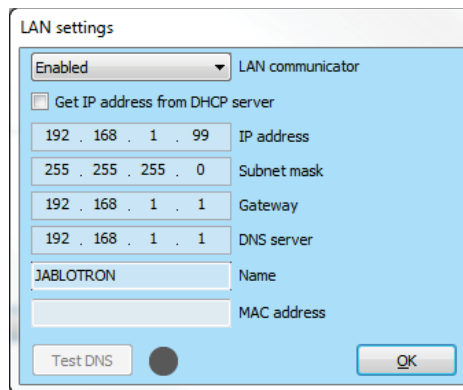 LAN settings
Enabled LAN communicator
Get IP address from DHCP server
192 . 168 . 1 . 99 IP address
255 . 255 . 255 . 0 Subnet mask
192 . 168 . 1 . 1 Gateway
192 . 168 . 1 . 1 DNS server
JABLOTRON Name
MAC address
Test DNS OK